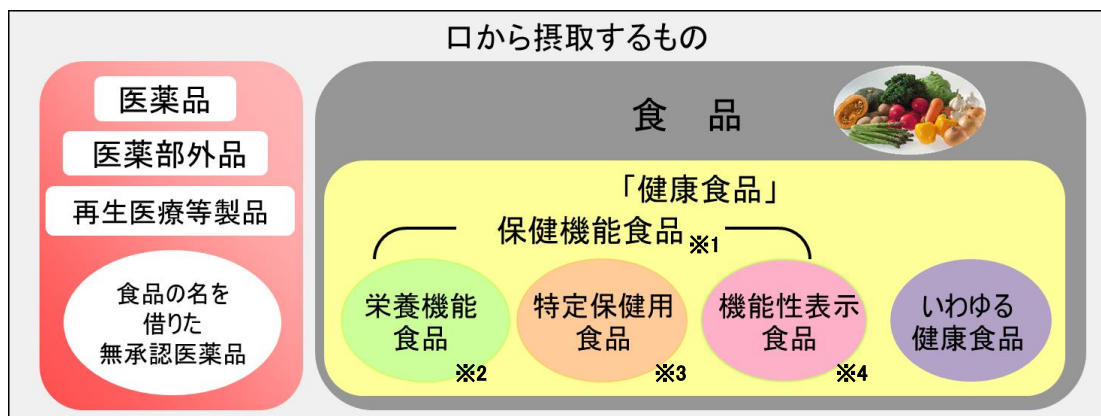 口から摂取するもの
医薬品
医薬部外品
再生医療等製品
食品の名を
借りた
無承認医薬品
食 品
「健康食品」
保健機能食品※1
栄養機能
食品
※2
特定保健用
食品
※3
機能性表示
食品
※4
いわゆる
健康食品